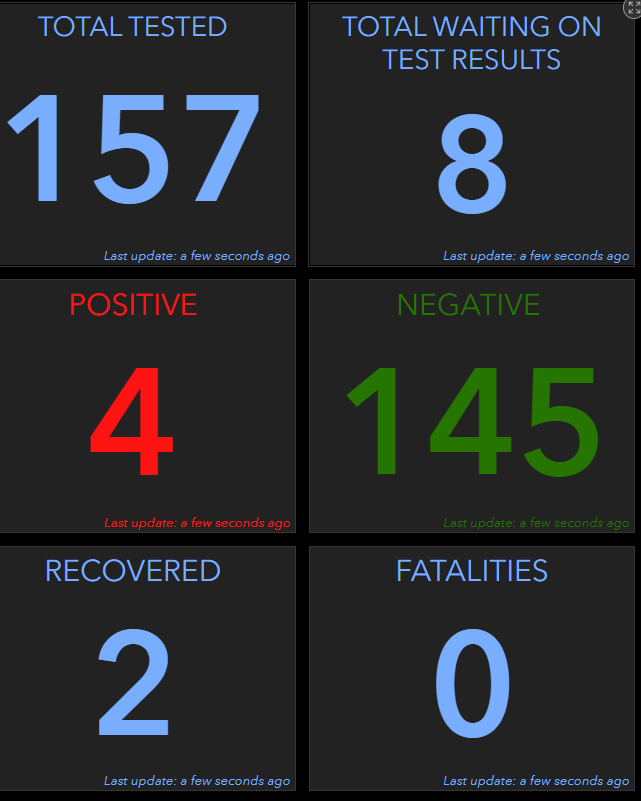 TOTAL TESTED
157
Last update: a few seconds ago
TOTAL WAITING ON
TEST RESULTS
8
Last update: a few seconds ago
POSITIVE
4
Last update: a few seconds ago
NEGATIVE
145
Last update: a few seconds ago
RECOVERED
2
Last update: a few seconds ago
FATALITIES
0
Last update: a few seconds ago